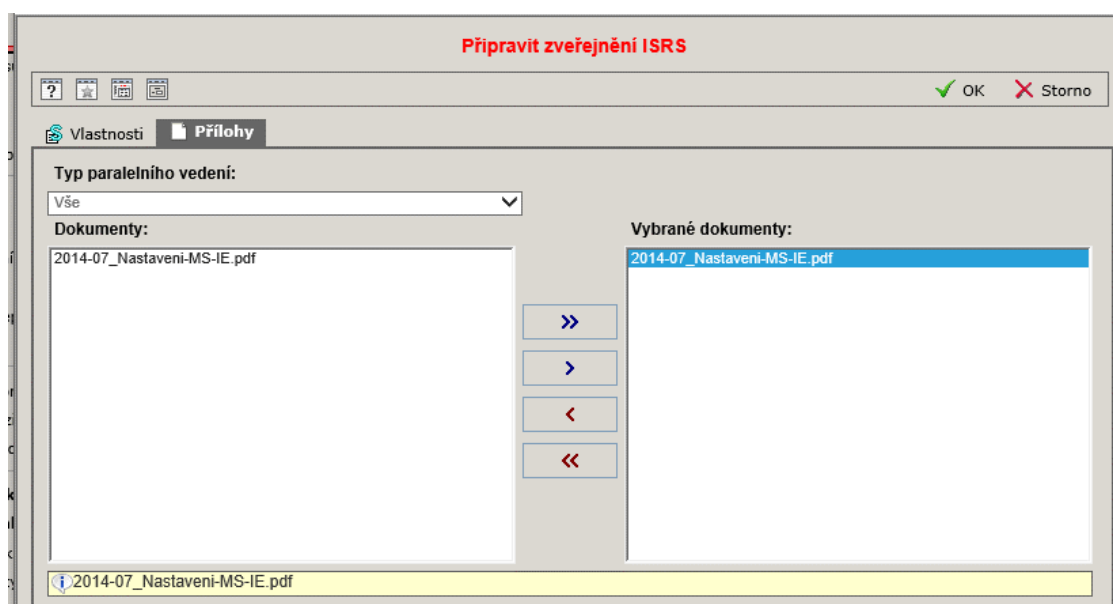 Připravit zveřejnění ISRS
OK Storno
Vlastnosti Přílohy
Typ paralelního vedení:
Vše
Dokumenty: Vybrané dokumenty:
2014-07_Nastaveni-MS-IE.pdf 2014-07_Nastaveni-MS-IE.pdf
2014-07_Nastaveni-MS-IE.pdf